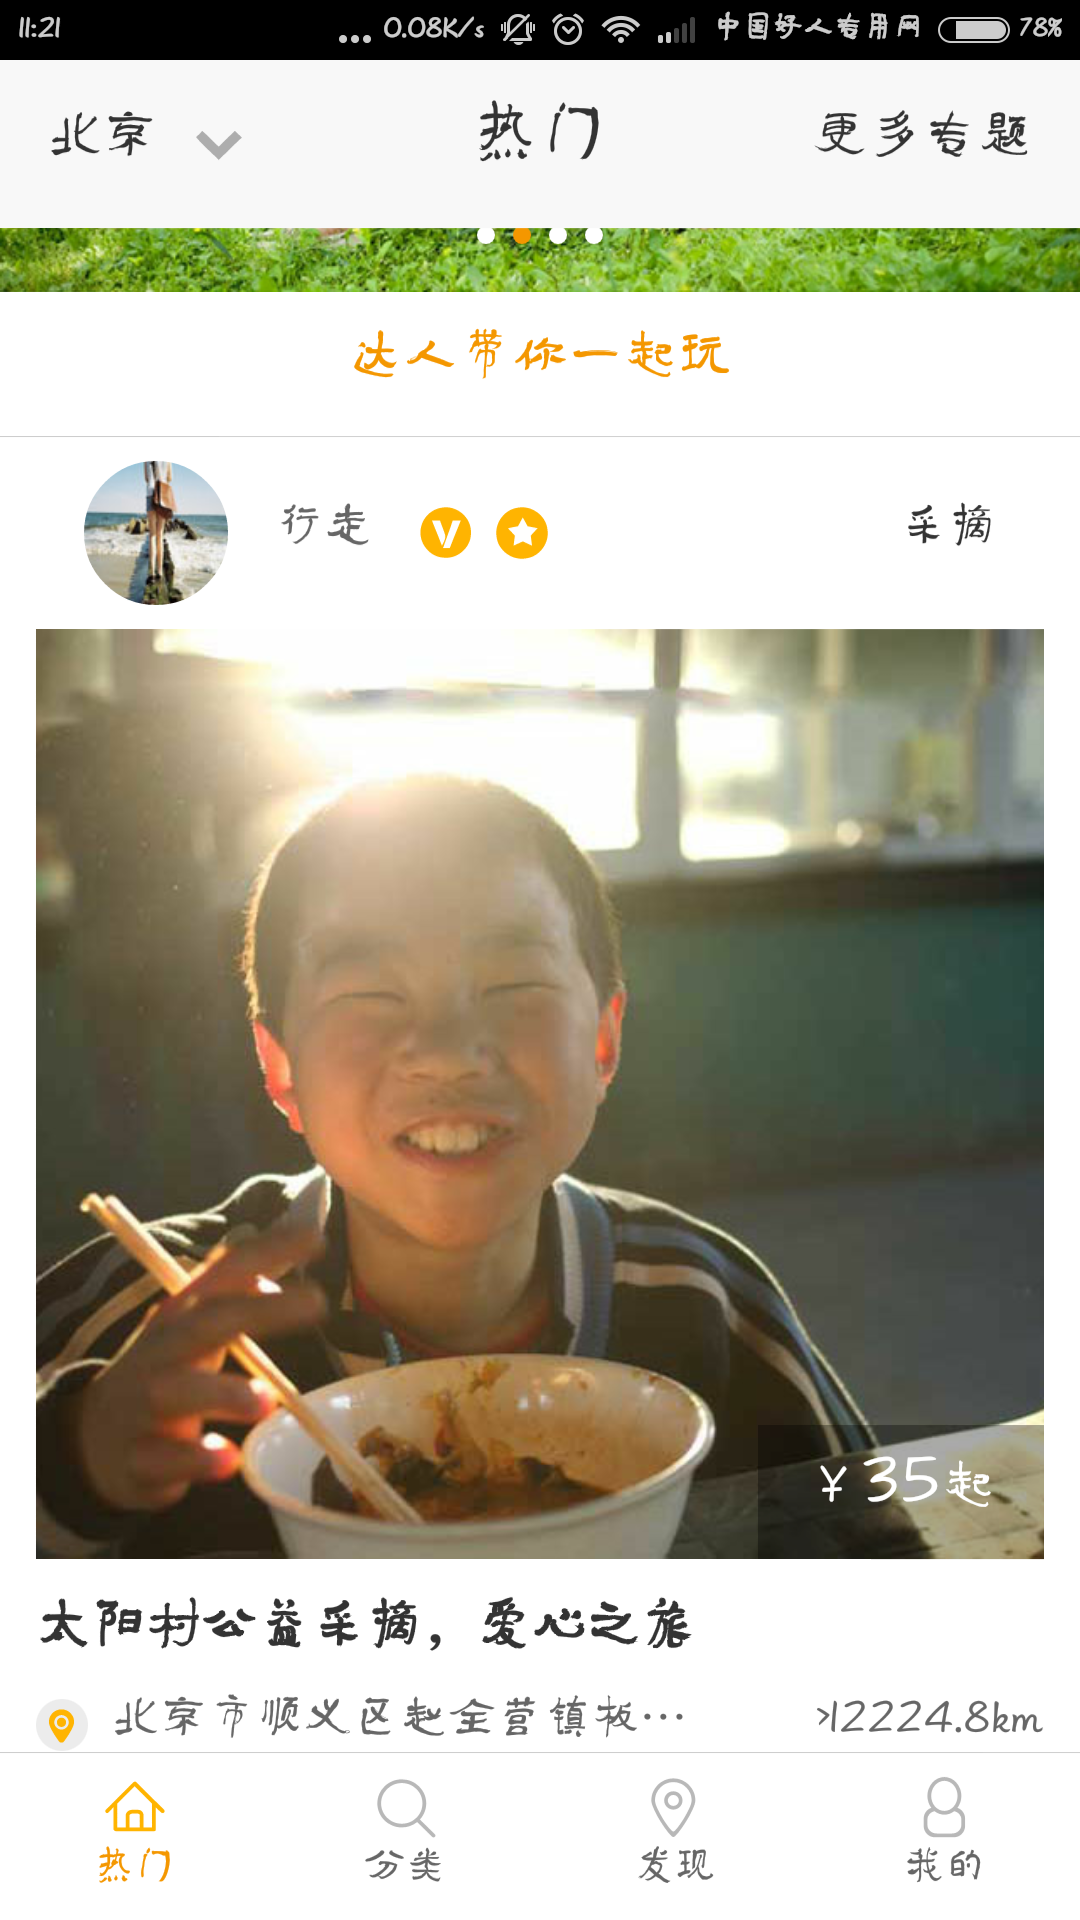 11:21 ... 0.08K/s 中国好人专用网 78%
北京 热门 更多专题
达人带你一起玩
行走 采摘
¥35起
太阳村公益采摘，爱心之旅
北京市顺义区赵全营镇板… >12224.8km
热门 分类 发现 我的